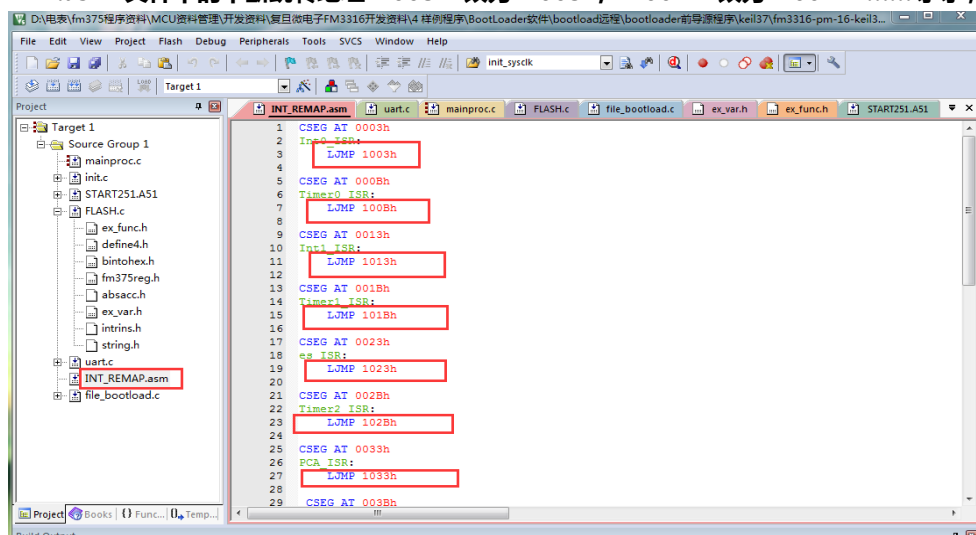 D:\电表\fm375程序资料\MCU资料管理\开发资料\复旦微电子FM3316开发资料\4 样例程序\BootLoader软件\bootload远程\bootloader前导源程序\keil37\fm3316-pm-16-keil3...
File Edit View Project Flash Debug Peripherals Tools SVCS Window Help
init_sysclk
Target 1
Project
INT_REMAP.asm uart.c mainproc.c FLASH.c file_bootload.c ex_var.h ex_func.h START251.A51
Target 1
Source Group 1
mainproc.c
init.c
START251.A51
FLASH.c
ex_func.h
define4.h
bintohex.h
fm375reg.h
absacc.h
ex_var.h
intrins.h
string.h
uart.c
INT_REMAP.asm
file_bootload.c
1 CSEG AT 0003h
2 Int0_ISR:
3 LJMP 1003h
4
5 CSEG AT 000Bh
6 Timer0_ISR:
7 LJMP 100Bh
8
9 CSEG AT 0013h
10 Int1_ISR:
11 LJMP 1013h
12
13 CSEG AT 001Bh
14 Timer1_ISR:
15 LJMP 101Bh
16
17 CSEG AT 0023h
18 es_ISR:
19 LJMP 1023h
20
21 CSEG AT 002Bh
22 Timer2_ISR:
23 LJMP 102Bh
24
25 CSEG AT 0033h
26 PCA_ISR:
27 LJMP 1033h
28
29 CSEG AT 003Bh
Project Books {} Func... Temp...